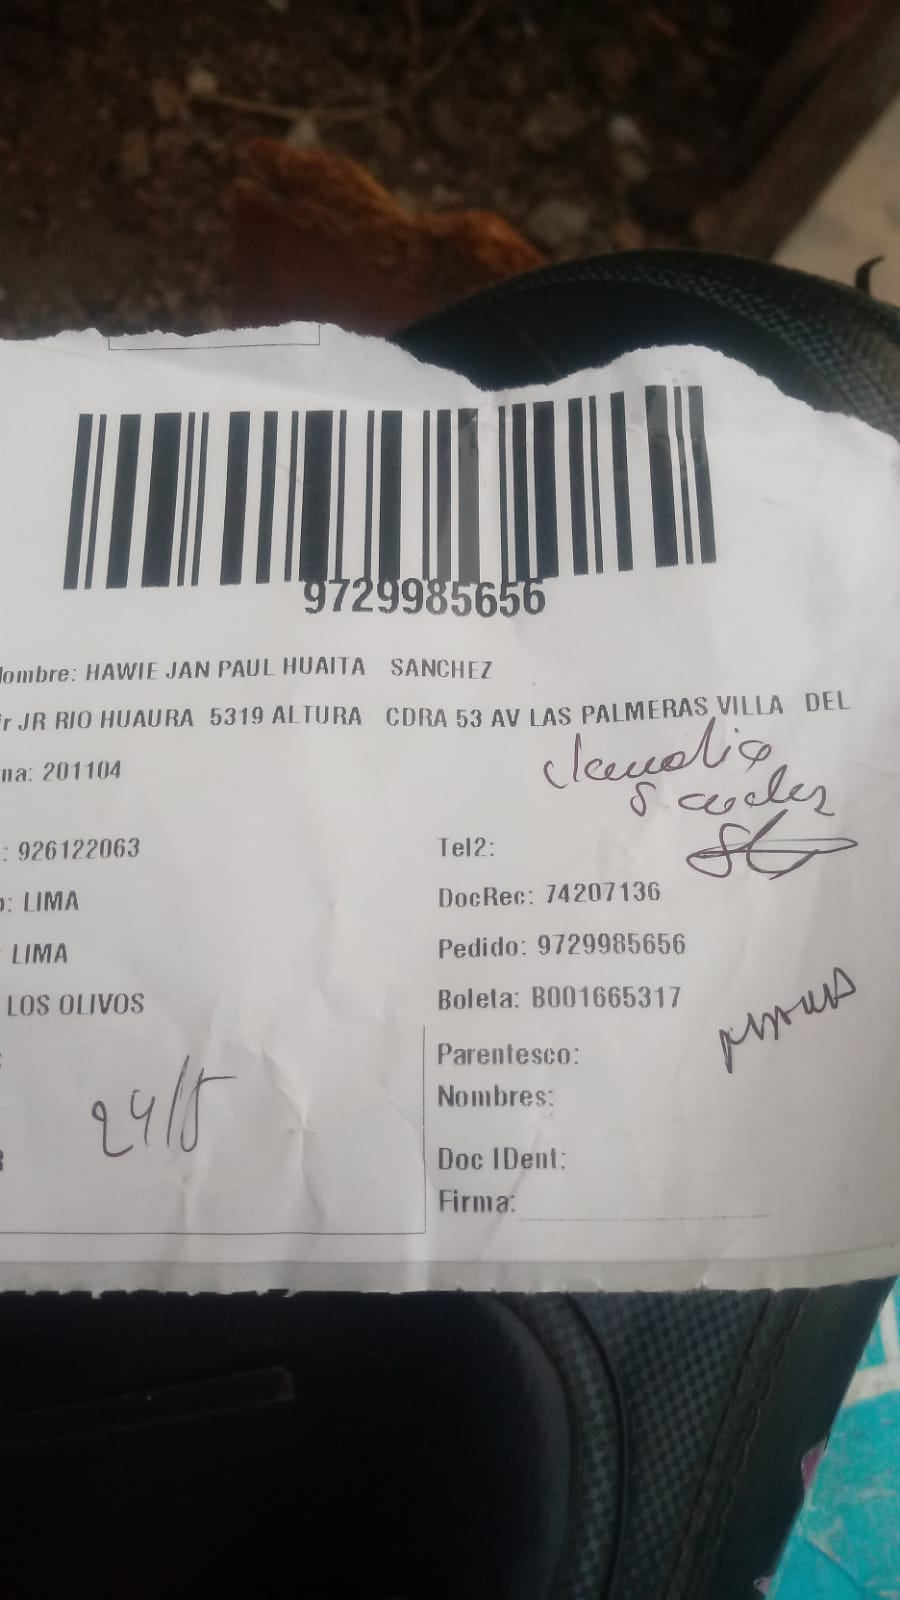 9729985656
ombre: HAWIE JAN PAUL HUAITA SANCHEZ
r JR RIO HUAURA 5319 ALTURA CDRA 53 AV LAS PALMERAS VILLA DEL
na: 201104
Claudia
: 926122063
Tel2:
: LIMA
DocRec: 74207136
LIMA
Pedido: 9729985656
LOS OLIVOS
Boleta: B001665317
Parentesco:
Nombres:
24/5
Doc IDent:
Firma: